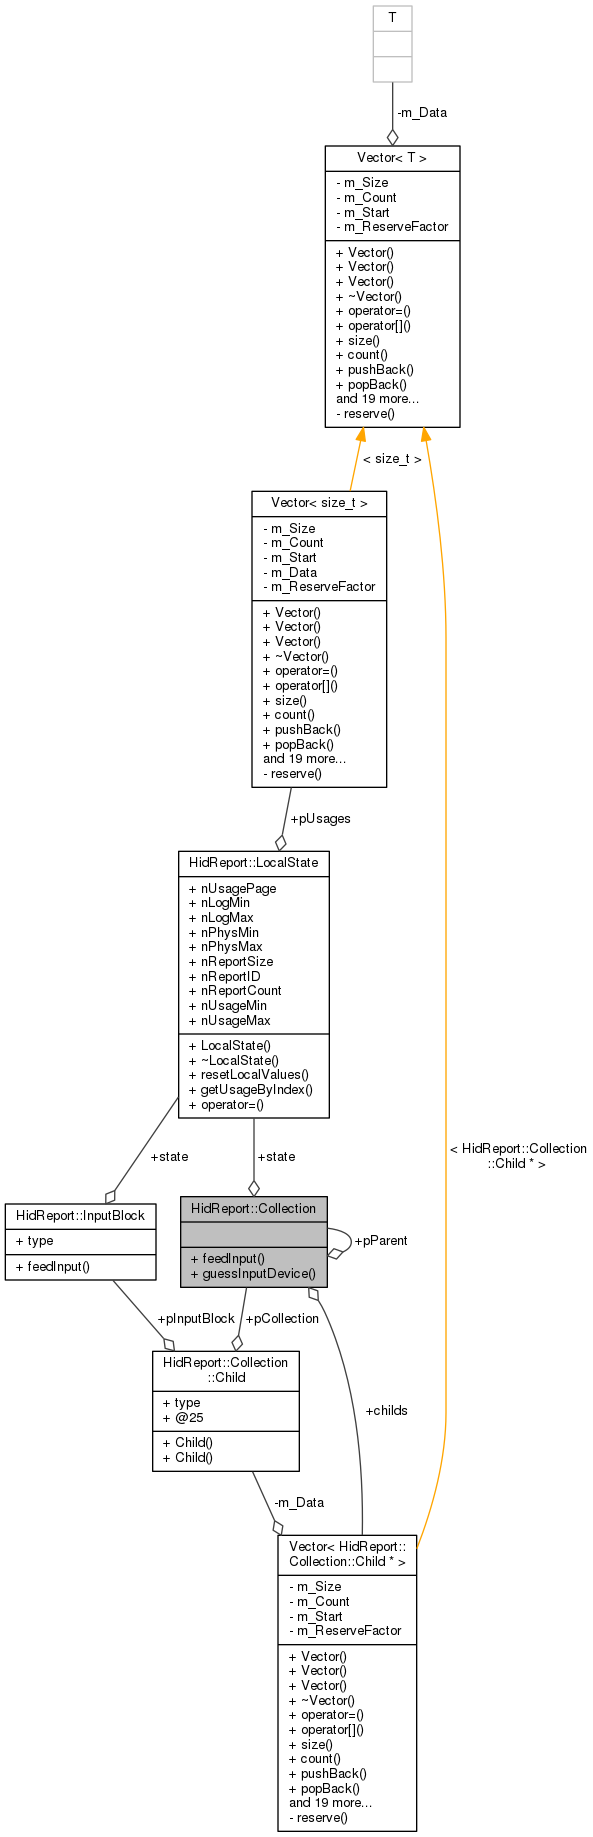 T
-m_Data
Vector< T >
- m_Size
- m_Count
- m_Start
- m_ReserveFactor
+ Vector()
+ Vector()
+ Vector()
+ ~Vector()
+ operator=()
+ operator[]()
+ size()
+ count()
+ pushBack()
+ popBack()
and 19 more...
- reserve()
< size_t >
Vector< size_t >
- m_Size
- m_Count
- m_Start
- m_Data
- m_ReserveFactor
+ Vector()
+ Vector()
+ Vector()
+ ~Vector()
+ operator=()
+ operator[]()
+ size()
+ count()
+ pushBack()
+ popBack()
and 19 more...
- reserve()
+pUsages
HidReport::LocalState
+ nUsagePage
+ nLogMin
+ nLogMax
+ nPhysMin
+ nPhysMax
+ nReportSize
+ nReportID
+ nReportCount
+ nUsageMin
+ nUsageMax
+ LocalState()
+ ~LocalState()
+ resetLocalValues()
+ getUsageByIndex()
+ operator=()
+state
+state
< HidReport::Collection
::Child * >
HidReport::InputBlock
+ type
+ feedInput()
HidReport::Collection
+ feedInput()
+ guessInputDevice()
+pParent
+pInputBlock
+pCollection
HidReport::Collection
::Child
+ type
+ @25
+ Child()
+ Child()
+childs
-m_Data
Vector< HidReport::
Collection::Child * >
- m_Size
- m_Count
- m_Start
- m_ReserveFactor
+ Vector()
+ Vector()
+ Vector()
+ ~Vector()
+ operator=()
+ operator[]()
+ size()
+ count()
+ pushBack()
+ popBack()
and 19 more...
- reserve()